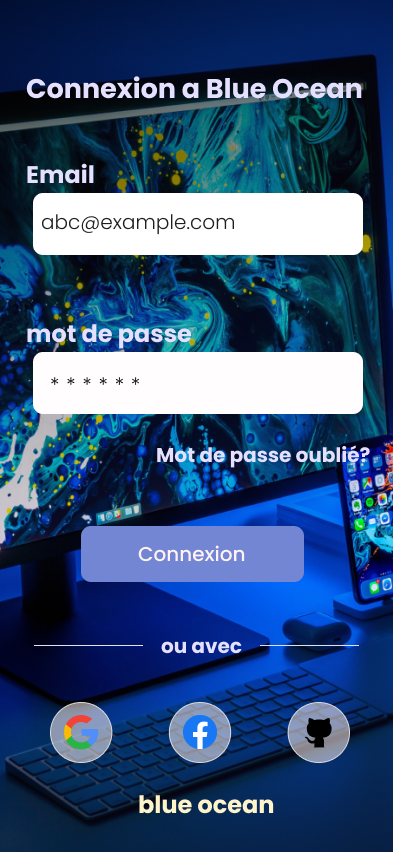 Connexion a Blue Ocean
Email
abc@example.com
mot de passe
* * * * * *
Mot de passe oublié?
Connexion
ou avec
blue ocean